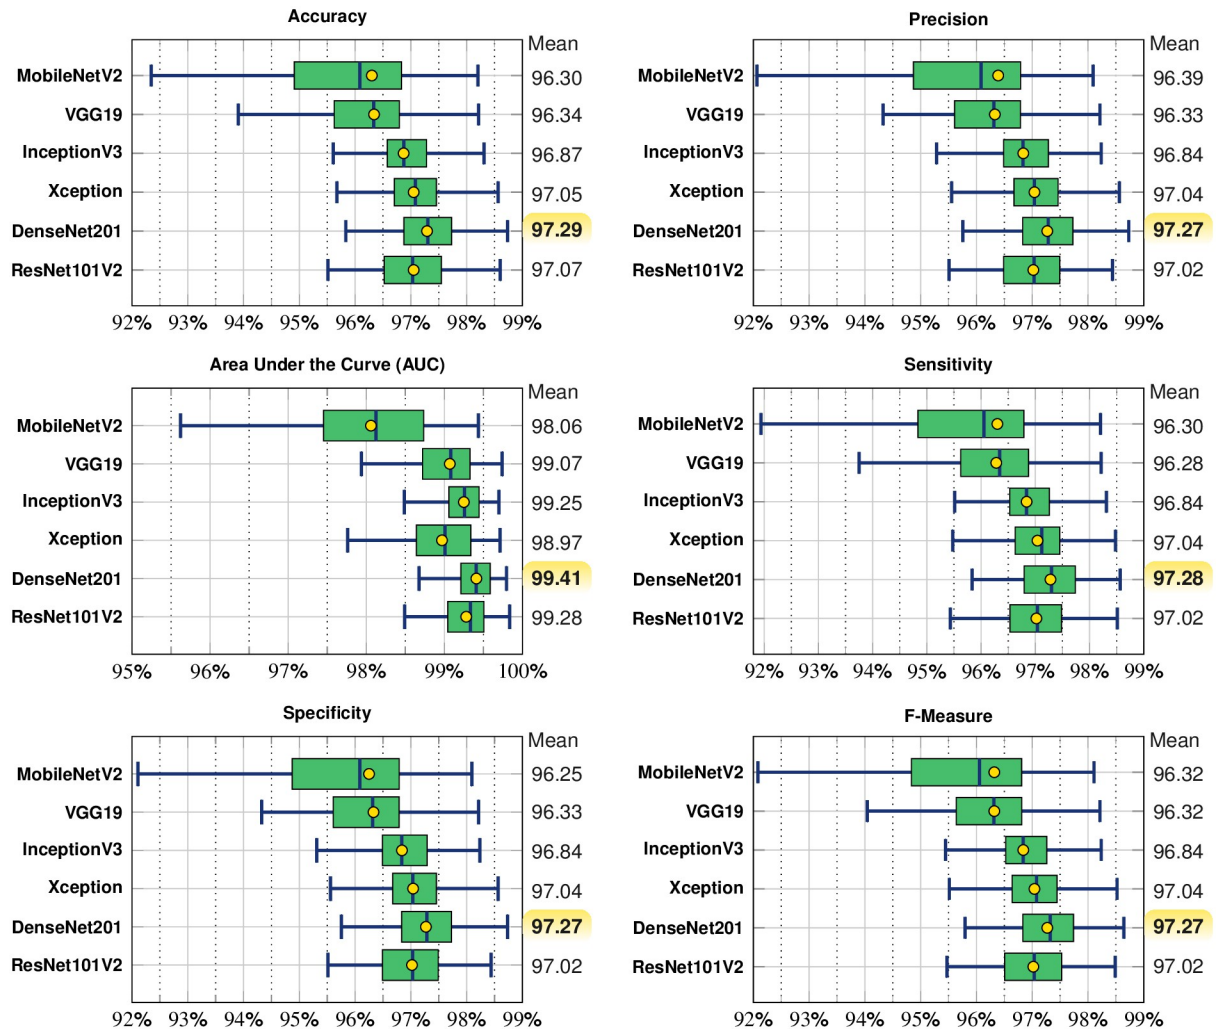 Accuracy
Mean
MobileNetV2 96.30
VGG19 96.34
InceptionV3 96.87
Xception 97.05
DenseNet201 97.29
ResNet101V2 97.07
92% 93% 94% 95% 96% 97% 98% 99%
Precision
Mean
MobileNetV2 96.39
VGG19 96.33
InceptionV3 96.84
Xception 97.04
DenseNet201 97.27
ResNet101V2 97.02
92% 93% 94% 95% 96% 97% 98% 99%
Area Under the Curve (AUC)
Mean
MobileNetV2 98.06
VGG19 99.07
InceptionV3 99.25
Xception 98.97
DenseNet201 99.41
ResNet101V2 99.28
95% 96% 97% 98% 99% 100%
Sensitivity
Mean
MobileNetV2 96.30
VGG19 96.28
InceptionV3 96.84
Xception 97.04
DenseNet201 97.28
ResNet101V2 97.02
92% 93% 94% 95% 96% 97% 98% 99%
Specificity
Mean
MobileNetV2 96.25
VGG19 96.33
InceptionV3 96.84
Xception 97.04
DenseNet201 97.27
ResNet101V2 97.02
92% 93% 94% 95% 96% 97% 98% 99%
F-Measure
Mean
MobileNetV2 96.32
VGG19 96.32
InceptionV3 96.84
Xception 97.04
DenseNet201 97.27
ResNet101V2 97.02
92% 93% 94% 95% 96% 97% 98% 99%